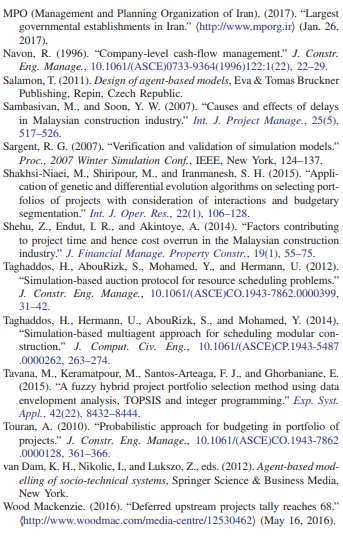 MPO (Management and Planning Organization of Iran). (2017). “Largest
governmental establishments in Iran.” ⟨http://www.mporg.ir⟩ (Jan. 26,
2017).
Navon, R. (1996). “Company-level cash-flow management.” J. Constr.
Eng. Manage., 10.1061/(ASCE)0733-9364(1996)122:1(22), 22–29.
Salamon, T. (2011). Design of agent-based models, Eva & Tomas Bruckner
Publishing, Repin, Czech Republic.
Sambasivan, M., and Soon, Y. W. (2007). “Causes and effects of delays
in Malaysian construction industry.” Int. J. Project Manage., 25(5),
517–526.
Sargent, R. G. (2007). “Verification and validation of simulation models.”
Proc., 2007 Winter Simulation Conf., IEEE, New York, 124–137.
Shakhsi-Niaei, M., Shiripour, M., and Iranmanesh, S. H. (2015). “Appli-
cation of genetic and differential evolution algorithms on selecting port-
folios of projects with consideration of interactions and budgetary
segmentation.” Int. J. Oper. Res., 22(1), 106–128.
Shehu, Z., Endut, I. R., and Akintoye, A. (2014). “Factors contributing
to project time and hence cost overrun in the Malaysian construction
industry.” J. Financial Manage. Property Constr., 19(1), 55–75.
Taghaddos, H., AbouRizk, S., Mohamed, Y., and Hermann, U. (2012).
“Simulation-based auction protocol for resource scheduling problems.”
J. Constr. Eng. Manage., 10.1061/(ASCE)CO.1943-7862.0000399,
31–42.
Taghaddos, H., Hermann, U., AbouRizk, S., and Mohamed, Y. (2014).
“Simulation-based multiagent approach for scheduling modular con-
struction.” J. Comput. Civ. Eng., 10.1061/(ASCE)CP.1943-5487
.0000262, 263–274.
Tavana, M., Keramatpour, M., Santos-Arteaga, F. J., and Ghorbaniane, E.
(2015). “A fuzzy hybrid project portfolio selection method using data
envelopment analysis, TOPSIS and integer programming.” Exp. Syst.
Appl., 42(22), 8432–8444.
Touran, A. (2010). “Probabilistic approach for budgeting in portfolio of
projects.” J. Constr. Eng. Manage., 10.1061/(ASCE)CO.1943-7862
.0000128, 361–366.
van Dam, K. H., Nikolic, I., and Lukszo, Z., eds. (2012). Agent-based mod-
elling of socio-technical systems, Springer Science & Business Media,
New York.
Wood Mackenzie. (2016). “Deferred upstream projects tally reaches 68.”
⟨http://www.woodmac.com/media-centre/12530462⟩ (May 16, 2016).